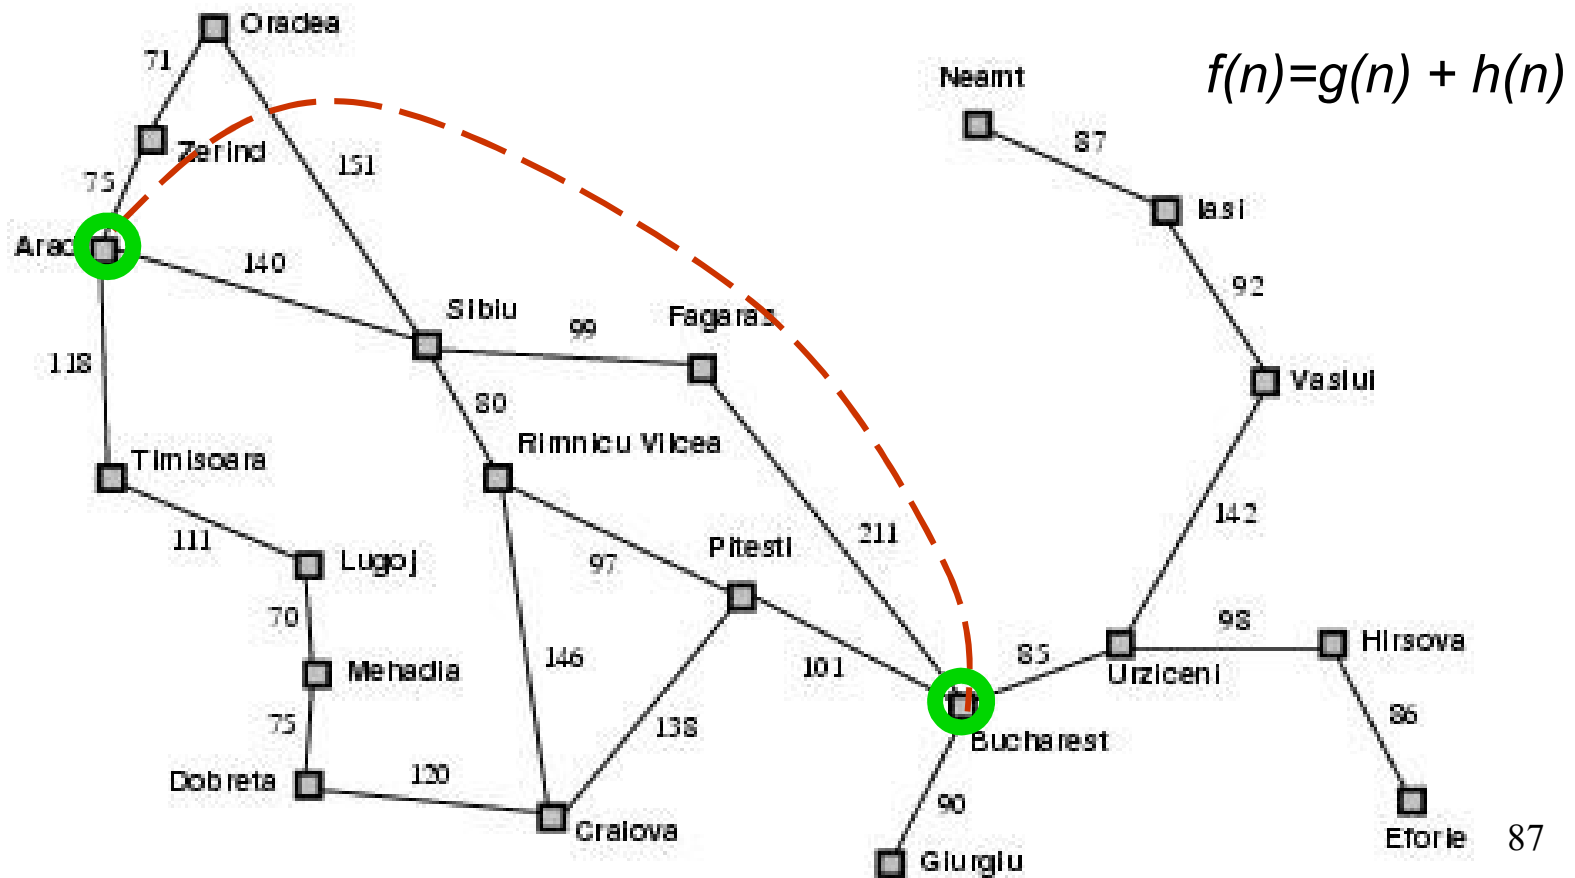 Oradea
f(n)=g(n) + h(n)
71
Neamt
87
Zerind
151
75
Iasi
Arad
140
92
Sibiu
99
Fagaras
118
Vaslui
80
Rimnicu Vilcea
Timisoara
142
111
Lugoj
97
Pitesti
211
70
98
Hirsova
146
101
85
Mehadia
Urziceni
75
138
86
Bucharest
Dobreta
120
90
Craiova
Eforie
87
Giurgiu